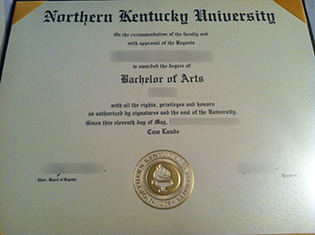 Northern Kentucky University
On the recommendation of the faculty and
with approval of the Regents
is awarded the degree of
Bachelor of Arts
with all the rights, privileges and honors
as authorized by signatures and the seal of the University.
Given this eleventh day of May,
Cum Laude
Chair, Board of Regents
NORTHERN KENTUCKY